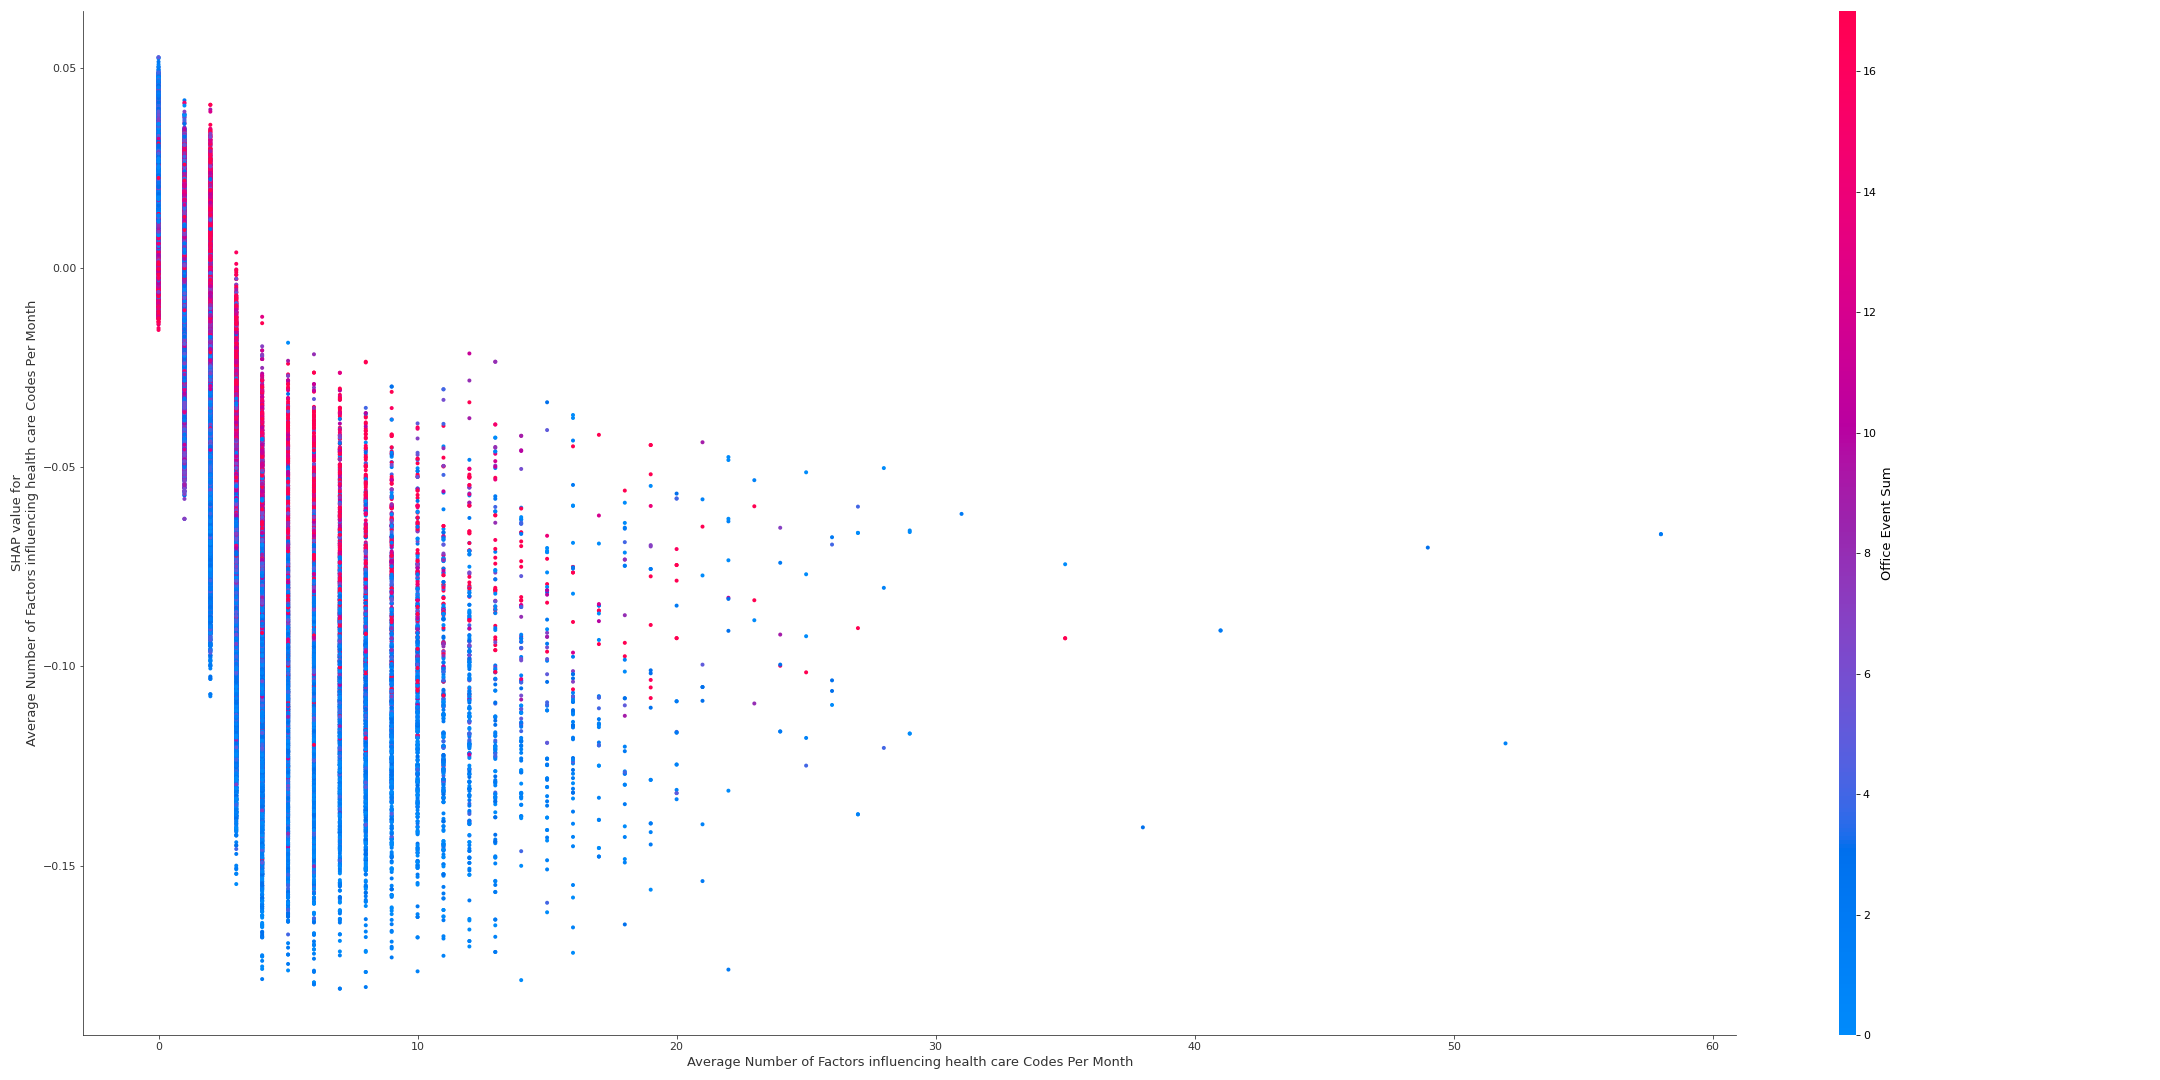 SHAP value for
Average Number of Factors influencing health care Codes Per Month
0.05
0.00
−0.05
−0.10
−0.15
0 10 20 30 40 50 60
Average Number of Factors influencing health care Codes Per Month
16
14
12
10
8
6
4
2
0
Office Event Sum